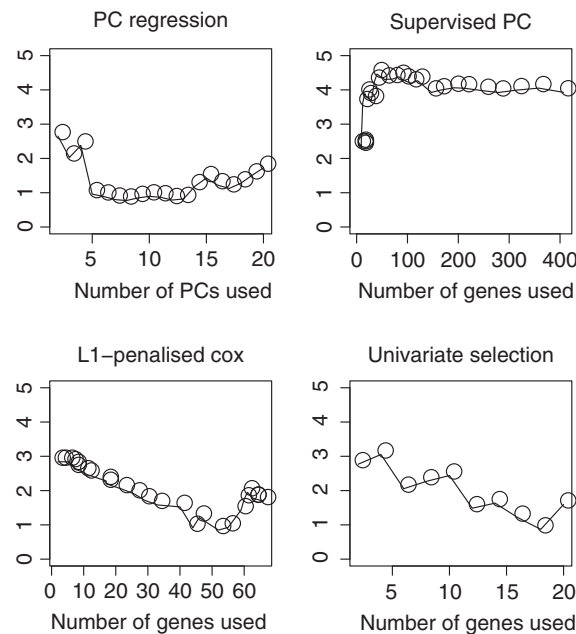 PC regression
5
4
3
2
1
0
5 10 15 20
Number of PCs used
Supervised PC
5
4
3
2
1
0
0 100 200 300 400
Number of genes used
L1-penalised cox
5
4
3
2
1
0
0 10 20 30 40 50 60
Number of genes used
Univariate selection
5
4
3
2
1
0
5 10 15 20
Number of genes used